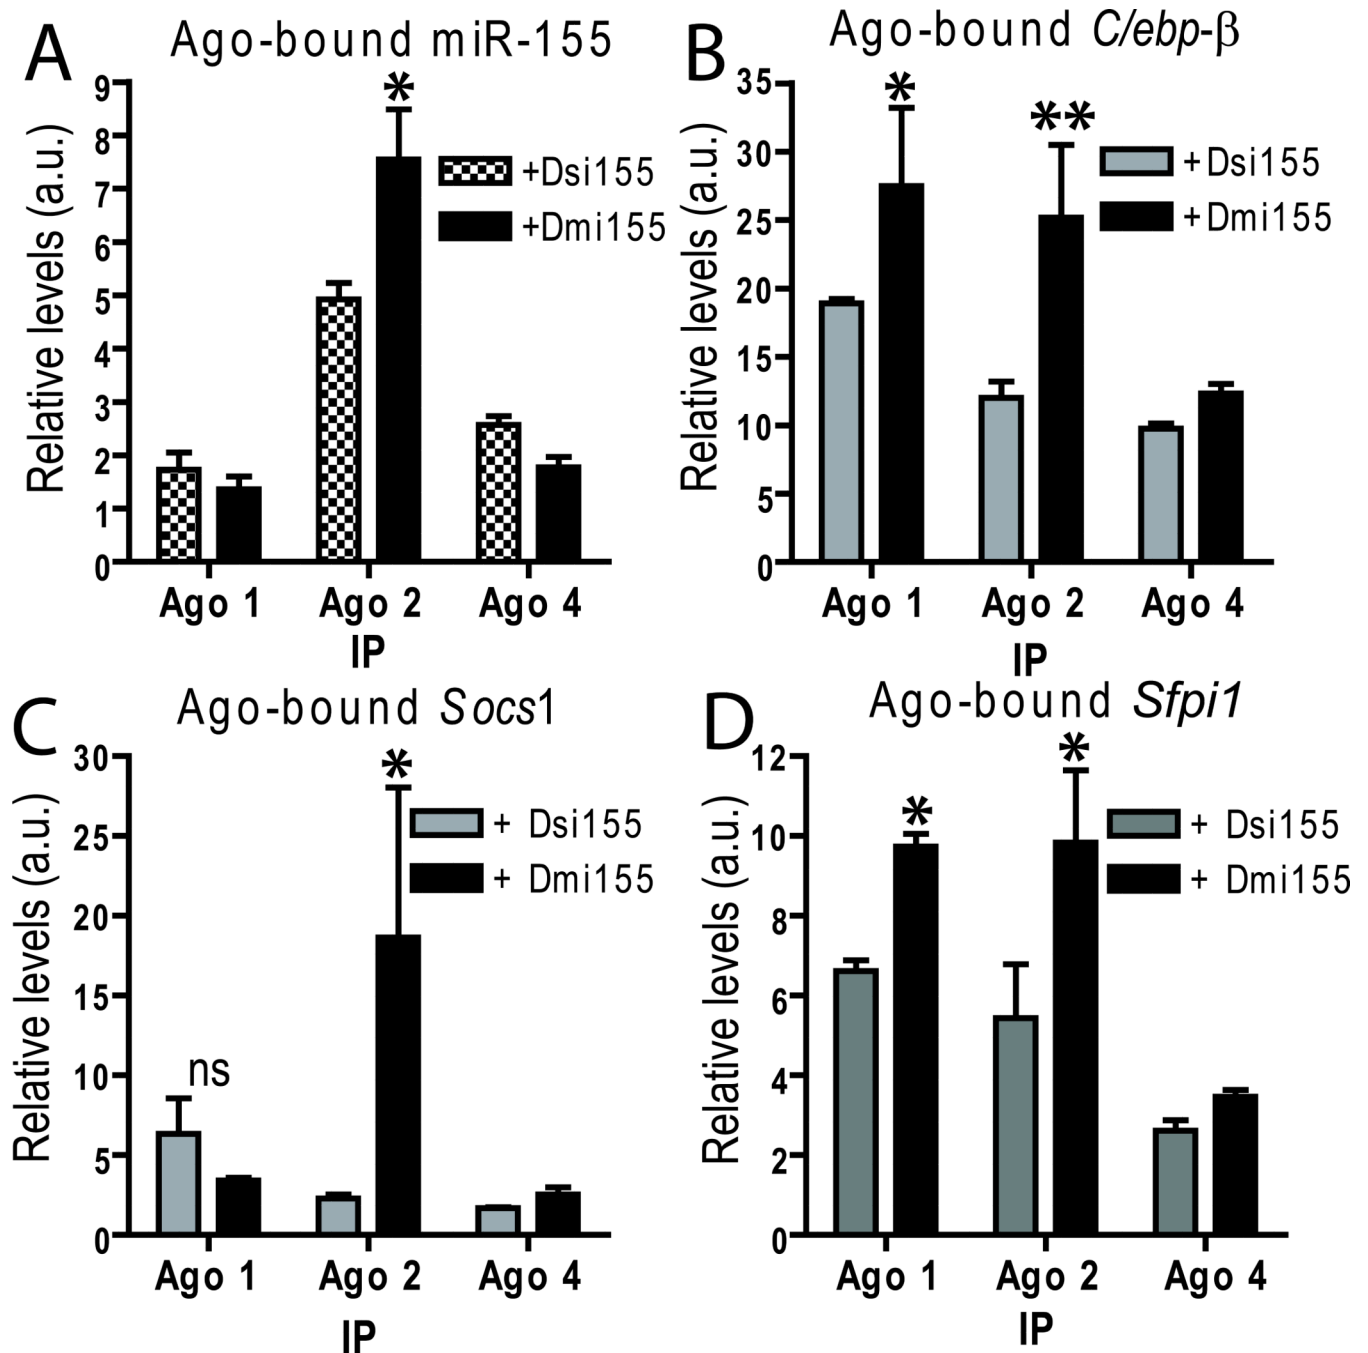 A
Ago-bound miR-155
Relative levels (a.u.)
9
8
7
6
5
4
3
2
1
0
*
+Dsi155
+Dmi155
Ago 1
Ago 2
Ago 4
IP
B
Ago-bound C/ebp-β
Relative levels (a.u.)
35
30
25
20
15
10
5
0
*
**
+Dsi155
+Dmi155
Ago 1
Ago 2
Ago 4
IP
C
Ago-bound Socs1
Relative levels (a.u.)
30
25
20
15
10
5
0
ns
*
+ Dsi155
+ Dmi155
Ago 1
Ago 2
Ago 4
IP
D
Ago-bound Sfpi1
Relative levels (a.u.)
12
10
8
6
4
2
0
*
*
+ Dsi155
+ Dmi155
Ago 1
Ago 2
Ago 4
IP